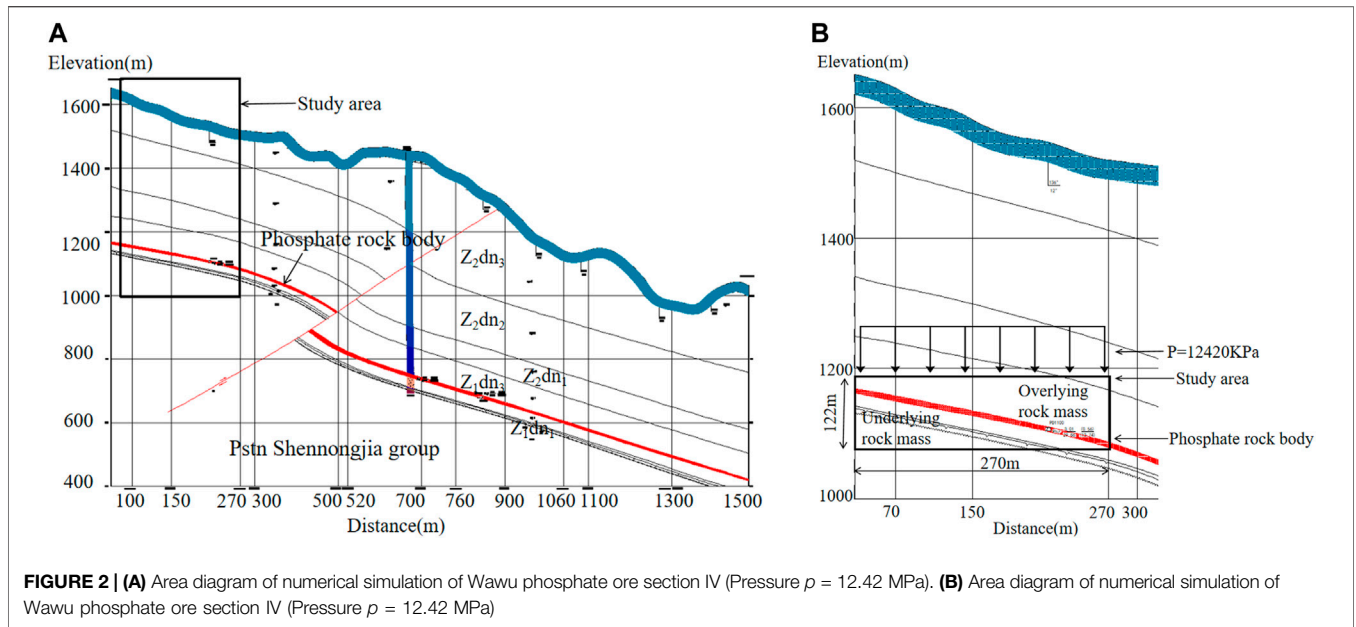 A
Elevation(m)
1600
1400
1200
1000
800
600
400
Study area
Phosphate rock body
Z₂dn₃
Z₂dn₂
Z₁dn₃
Z₂dn₁
Z₁dn₁
Pstn Shennongjia group
100 150 270 300 500 520 700 760 900 1060 1100 1300 1500
Distance(m)
B
Elevation(m)
1600
1400
1200
1000
P=12420KPa
Study area
Overlying
rock mass
Underlying
rock mass
Phosphate rock body
122m
270m
70 150 270 300
Distance(m)
FIGURE 2 | (A) Area diagram of numerical simulation of Wawu phosphate ore section IV (Pressure p = 12.42 MPa). (B) Area diagram of numerical simulation of
Wawu phosphate ore section IV (Pressure p = 12.42 MPa)